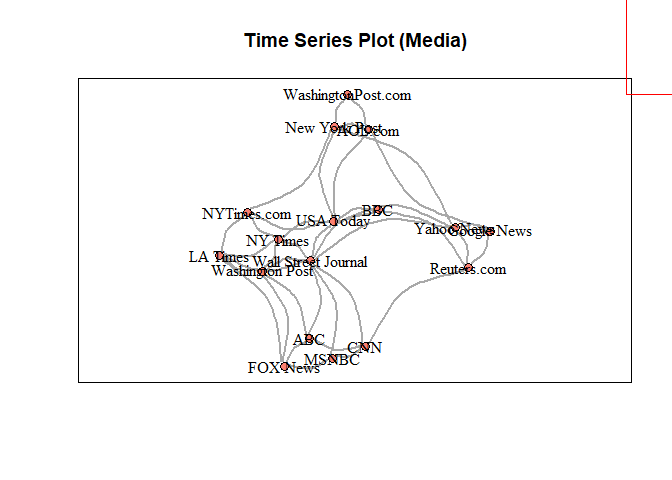 Time Series Plot (Media)
WashingtonPost.com
New York Post
AOL.com
NYTimes.com
BBC
USA Today
Yahoo News
Google News
NY Times
LA Times
Wall Street Journal
Washington Post
Reuters.com
ABC
CNN
MSNBC
FOX News